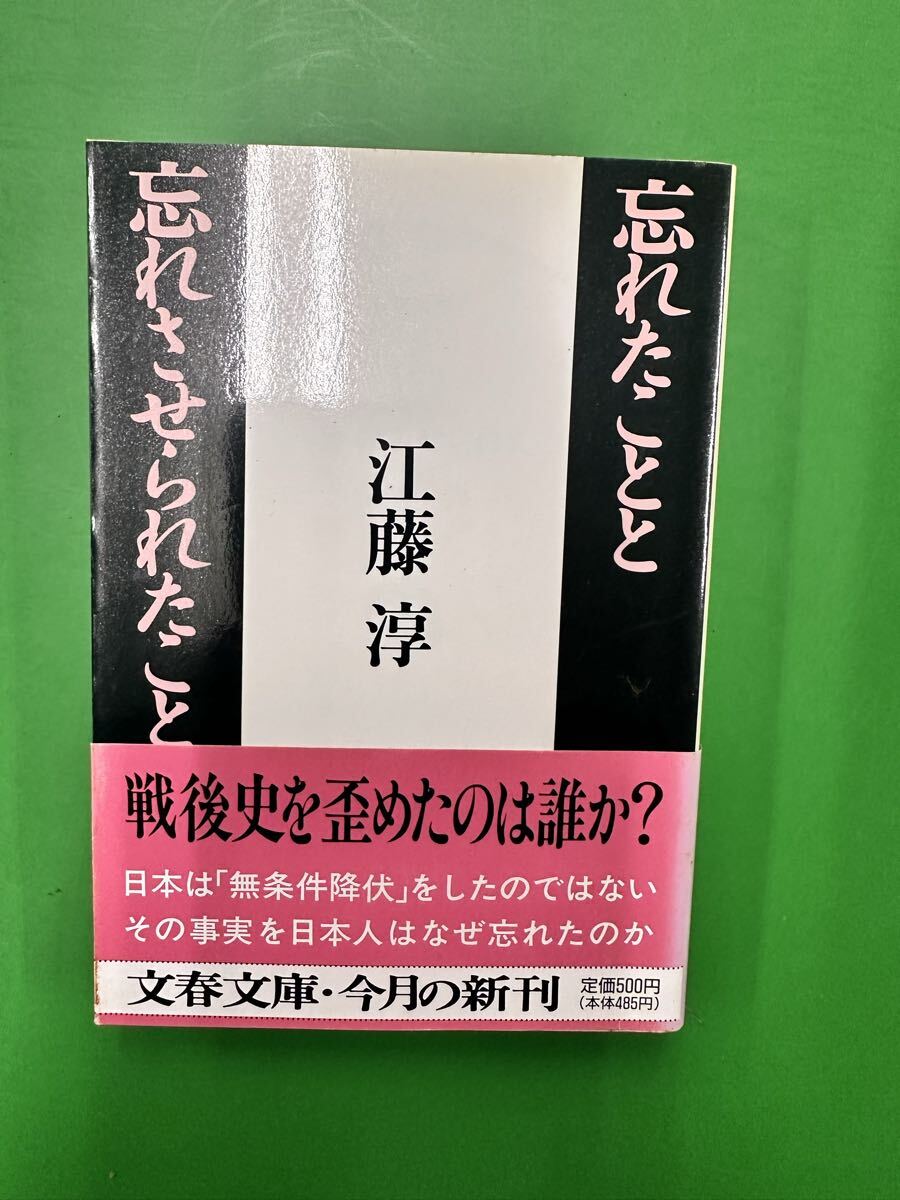 忘れたことと
忘れさせられたこと
江藤 淳
戦後史を歪めたのは誰か?
日本は「無条件降伏」をしたのではない
その事実を日本人はなぜ忘れたのか
文春文庫・今月の新刊
定価500円
(本体485円)